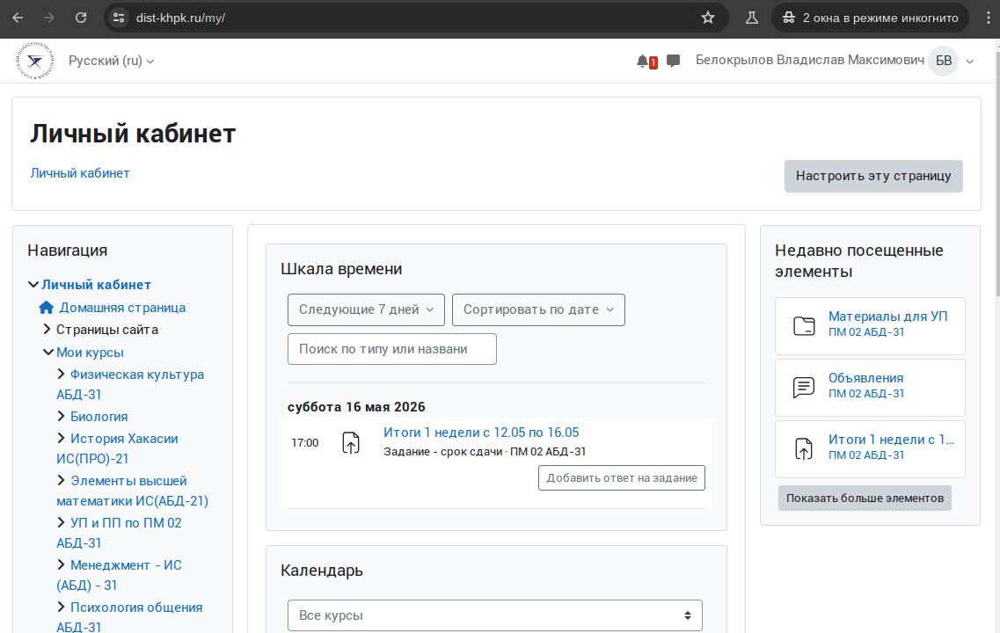 dist-khpk.ru/my/
2 окна в режиме инкогнито
Русский (ru)
1
Белокрылов Владислав Максимович
БВ
Личный кабинет
Личный кабинет
Настроить эту страницу
Навигация
Личный кабинет
Домашняя страница
Страницы сайта
Мои курсы
Физическая культура
АБД-31
Биология
История Хакасии
ИС(ПРО)-21
Элементы высшей
математики ИС(АБД-21)
УП и ПП по ПМ 02
АБД-31
Менеджмент - ИС
(АБД) - 31
Психология общения
АБД-31
Шкала времени
Следующие 7 дней
Сортировать по дате
Поиск по типу или названи
суббота 16 мая 2026
17:00
Итоги 1 недели с 12.05 по 16.05
Задание - срок сдачи · ПМ 02 АБД-31
Добавить ответ на задание
Календарь
Все курсы
Недавно посещенные
элементы
Материалы для УП
ПМ 02 АБД-31
Объявления
ПМ 02 АБД-31
Итоги 1 недели с 1...
ПМ 02 АБД-31
Показать больше элементов